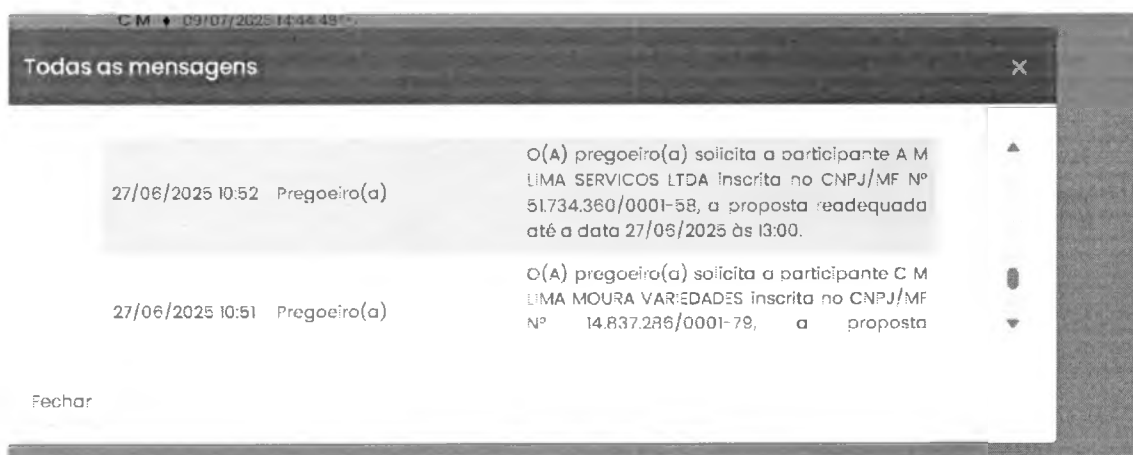 C M ♦ 09/07/2025 14:44:49
Todas as mensagens ×
O(A) pregoeiro(a) solicita a participante A M
27/06/2025 10:52 Pregoeiro(a)
LIMA SERVICOS LTDA inscrita no CNPJ/MF Nº
51.734.360/0001-58, a proposta readequada
até a data 27/06/2025 às 13:00.
O(A) pregoeiro(a) solicita a participante C M
27/06/2025 10:51 Pregoeiro(a)
LIMA MOURA VARIEDADES inscrita no CNPJ/MF
Nº 14.837.286/0001-79, a proposta
Fechar